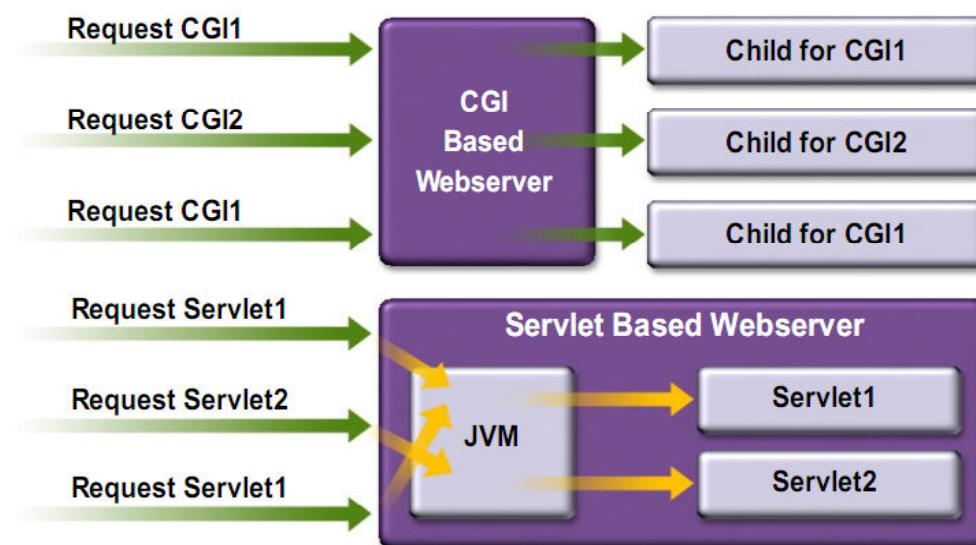 Request CGI1
Request CGI2
Request CGI1
CGI
Based
Webserver
Child for CGI1
Child for CGI2
Child for CGI1
Request Servlet1
Request Servlet2
Request Servlet1
Servlet Based Webserver
JVM
Servlet1
Servlet2